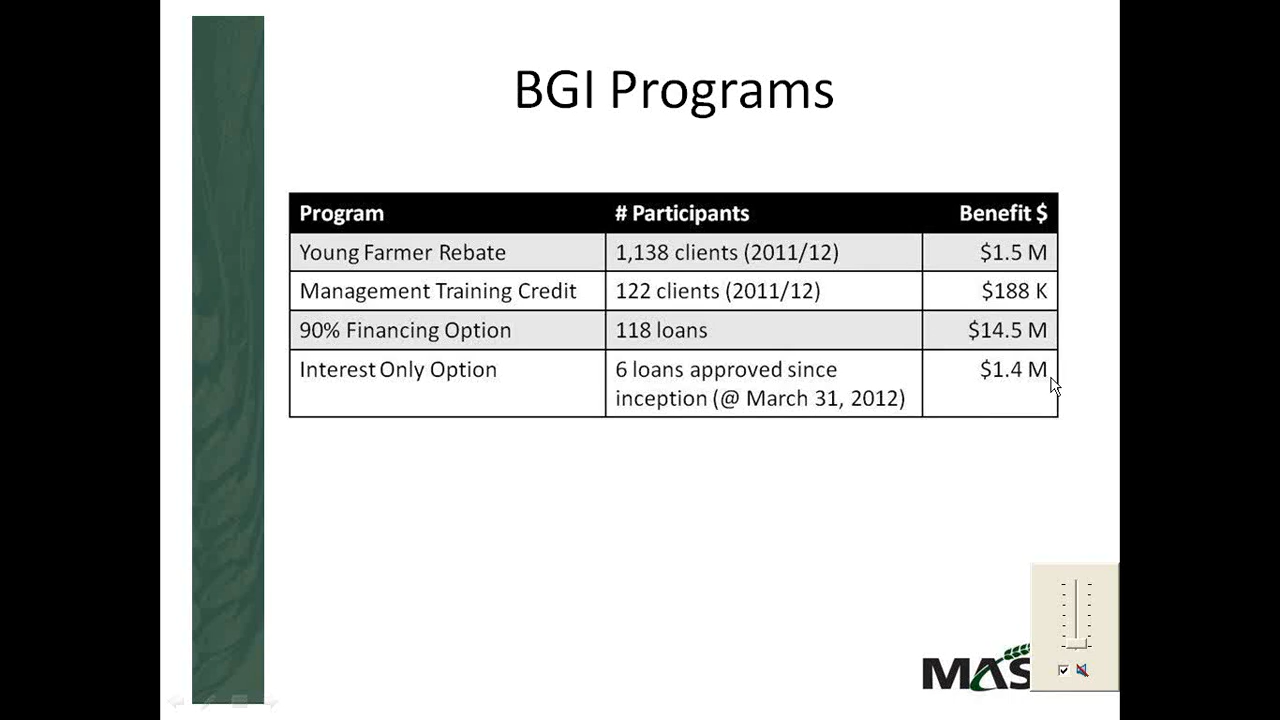 BGI Programs
Program # Participants Benefit $
Young Farmer Rebate 1,138 clients (2011/12) $1.5 M
Management Training Credit 122 clients (2011/12) $188 K
90% Financing Option 118 loans $14.5 M
Interest Only Option 6 loans approved since $1.4 M
inception (@ March 31, 2012)
MAS